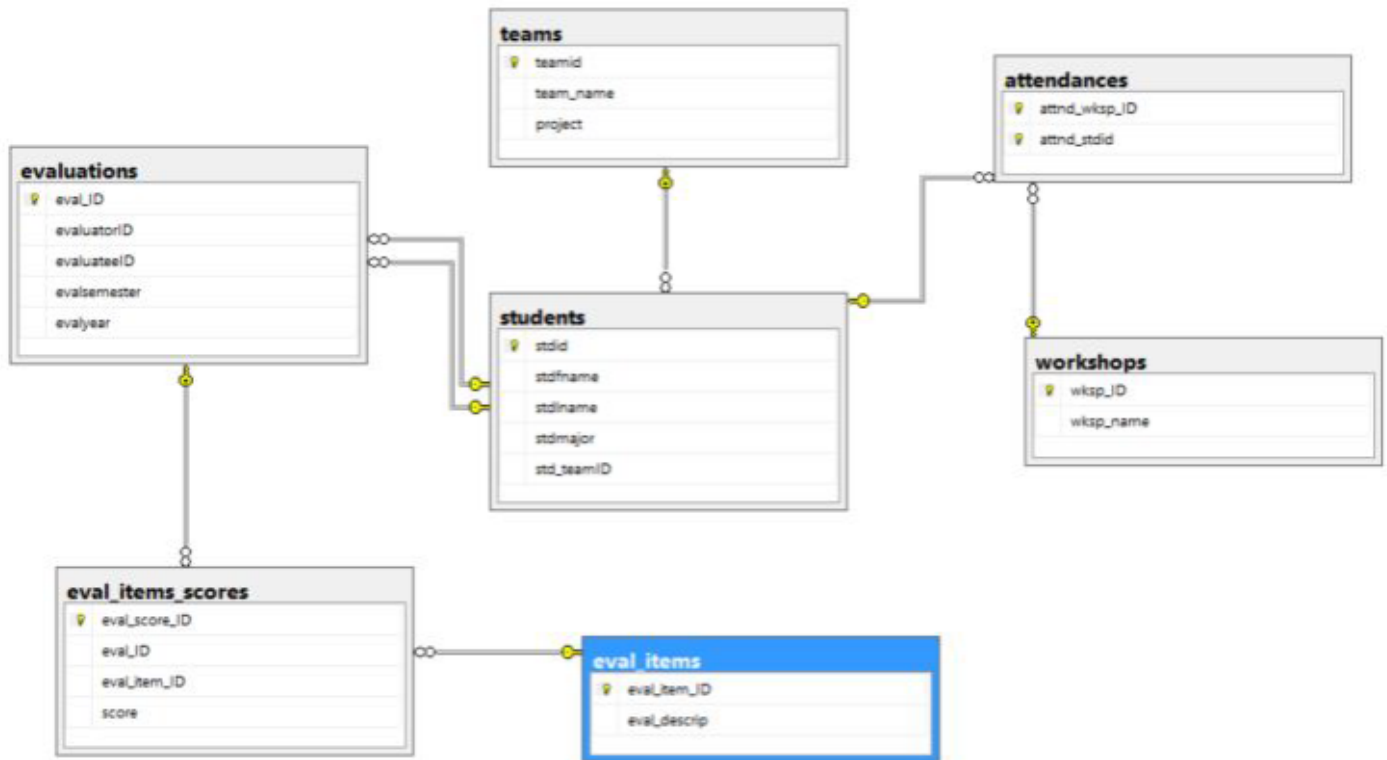 teams
teamid
team_name
project
attendances
attnd_wksp_ID
attnd_stdid
evaluations
eval_ID
evaluatorID
evaluateeID
evalsemester
evalyear
students
stdid
stdfname
stdlname
stdmajor
std_teamID
workshops
wksp_ID
wksp_name
eval_items_scores
eval_score_ID
eval_ID
eval_item_ID
score
eval_items
eval_item_ID
eval_descrip